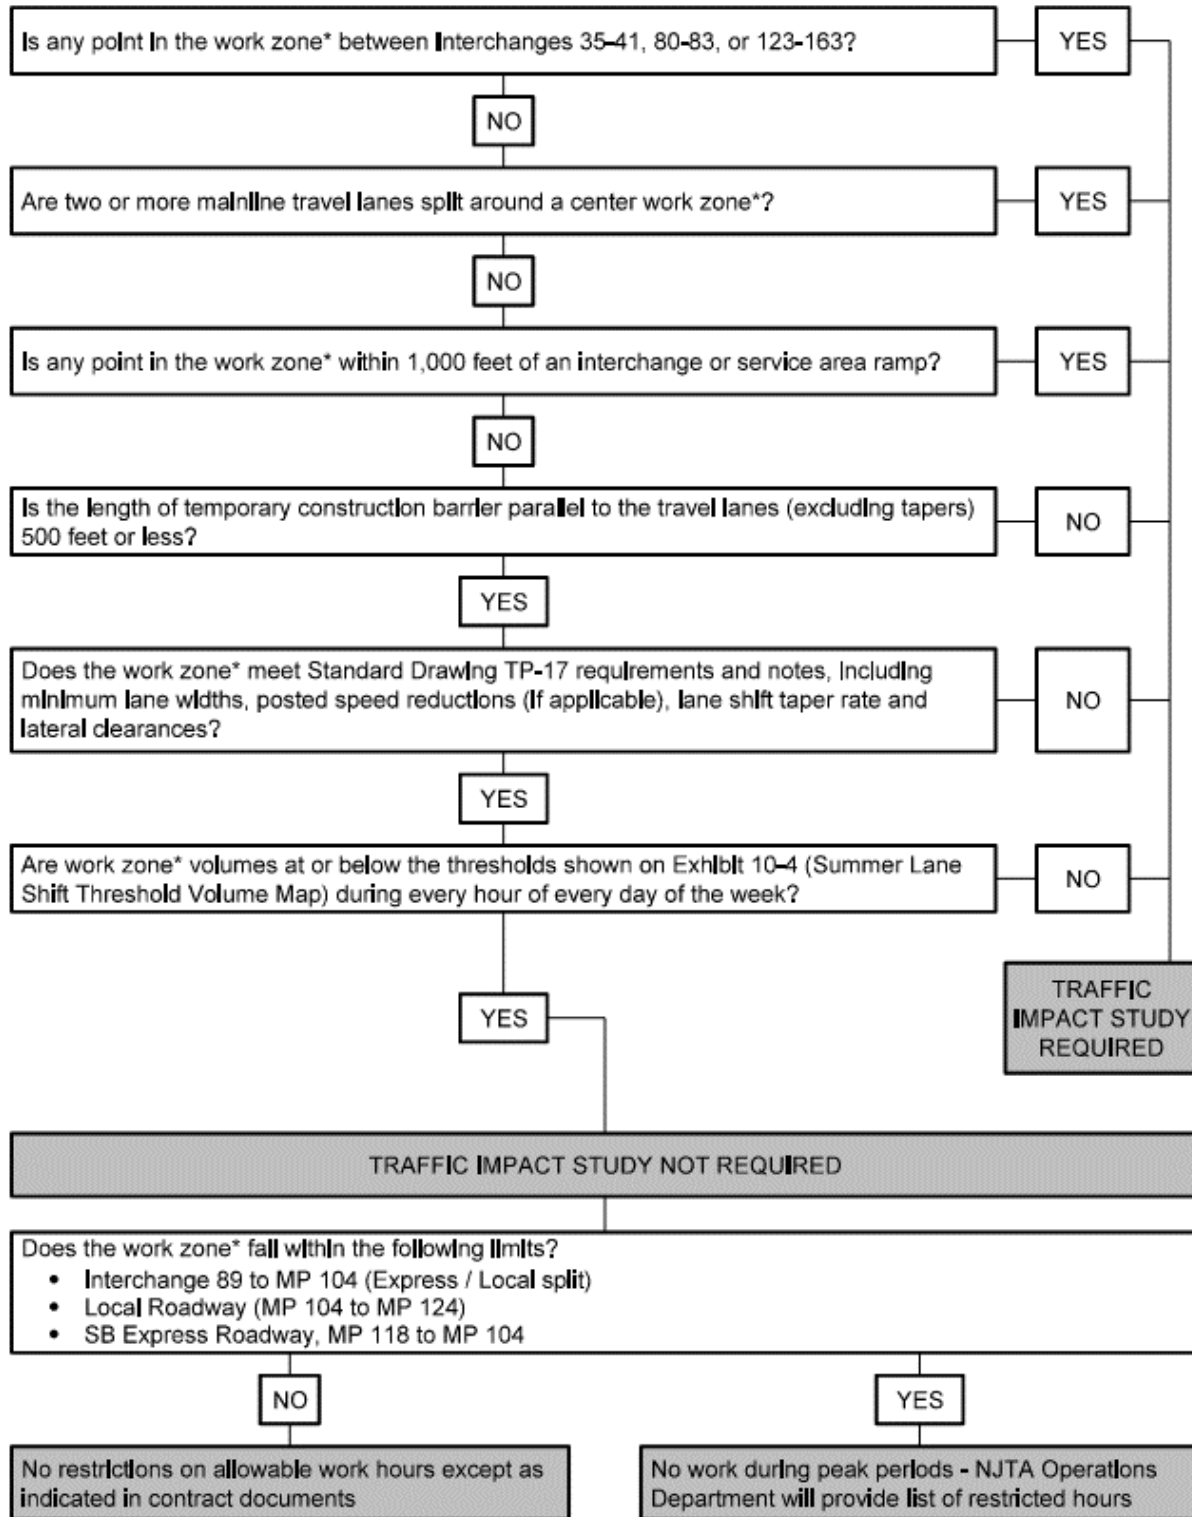 Is any point in the work zone* between Interchanges 35-41, 80-83, or 123-163?
YES
NO
Are two or more mainline travel lanes split around a center work zone*?
YES
NO
Is any point in the work zone* within 1,000 feet of an interchange or service area ramp?
YES
NO
Is the length of temporary construction barrier parallel to the travel lanes (excluding tapers)
500 feet or less?
NO
YES
Does the work zone* meet Standard Drawing TP-17 requirements and notes, including
minimum lane widths, posted speed reductions (if applicable), lane shift taper rate and
lateral clearances?
NO
YES
Are work zone* volumes at or below the thresholds shown on Exhibit 10-4 (Summer Lane
Shift Threshold Volume Map) during every hour of every day of the week?
NO
YES
TRAFFIC
IMPACT STUDY
REQUIRED
TRAFFIC IMPACT STUDY NOT REQUIRED
Does the work zone* fall within the following limits?
• Interchange 89 to MP 104 (Express / Local split)
• Local Roadway (MP 104 to MP 124)
• SB Express Roadway, MP 118 to MP 104
NO
YES
No restrictions on allowable work hours except as
indicated in contract documents
No work during peak periods - NJTA Operations
Department will provide list of restricted hours